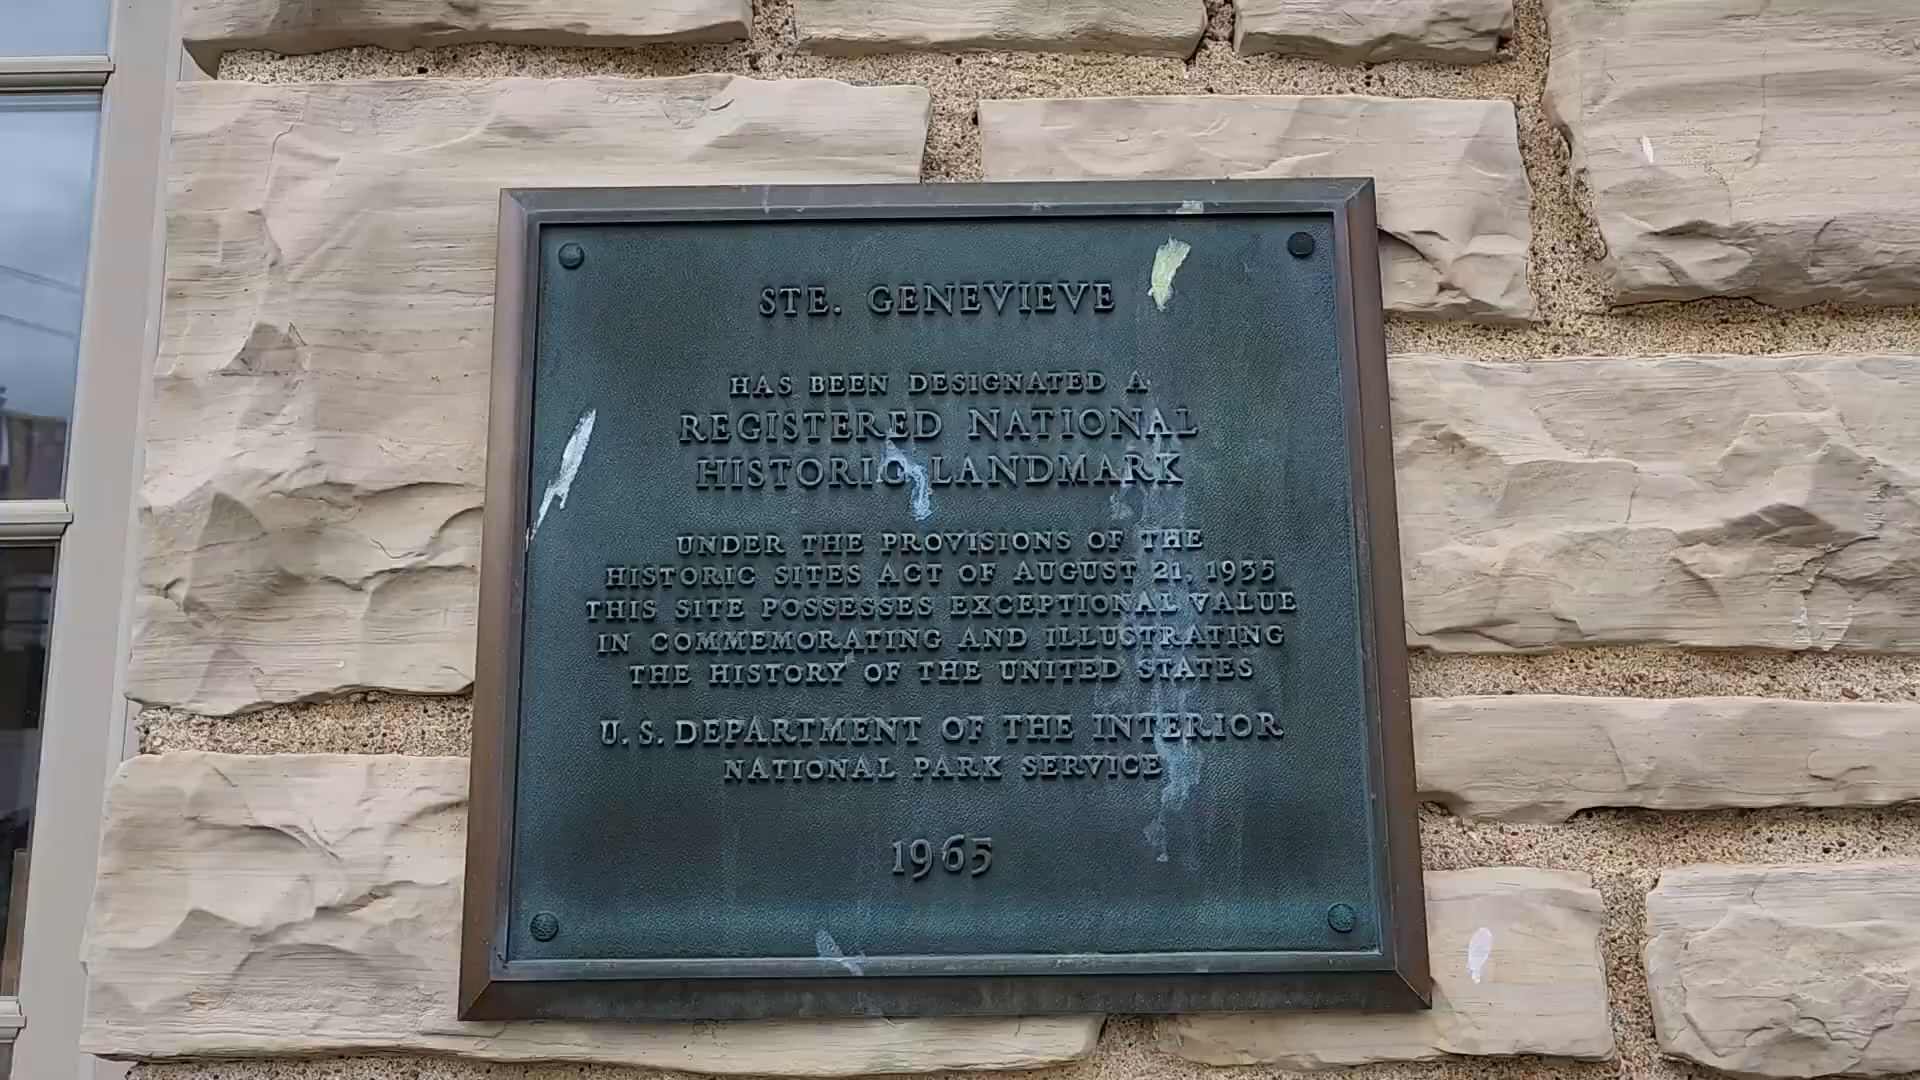 STE. GENEVIEVE
HAS BEEN DESIGNATED A
REGISTERED NATIONAL
HISTORIC LANDMARK
UNDER THE PROVISIONS OF THE
HISTORIC SITES ACT OF AUGUST 21, 1935
THIS SITE POSSESSES EXCEPTIONAL VALUE
IN COMMEMORATING AND ILLUSTRATING
THE HISTORY OF THE UNITED STATES
U. S. DEPARTMENT OF THE INTERIOR
NATIONAL PARK SERVICE
1965